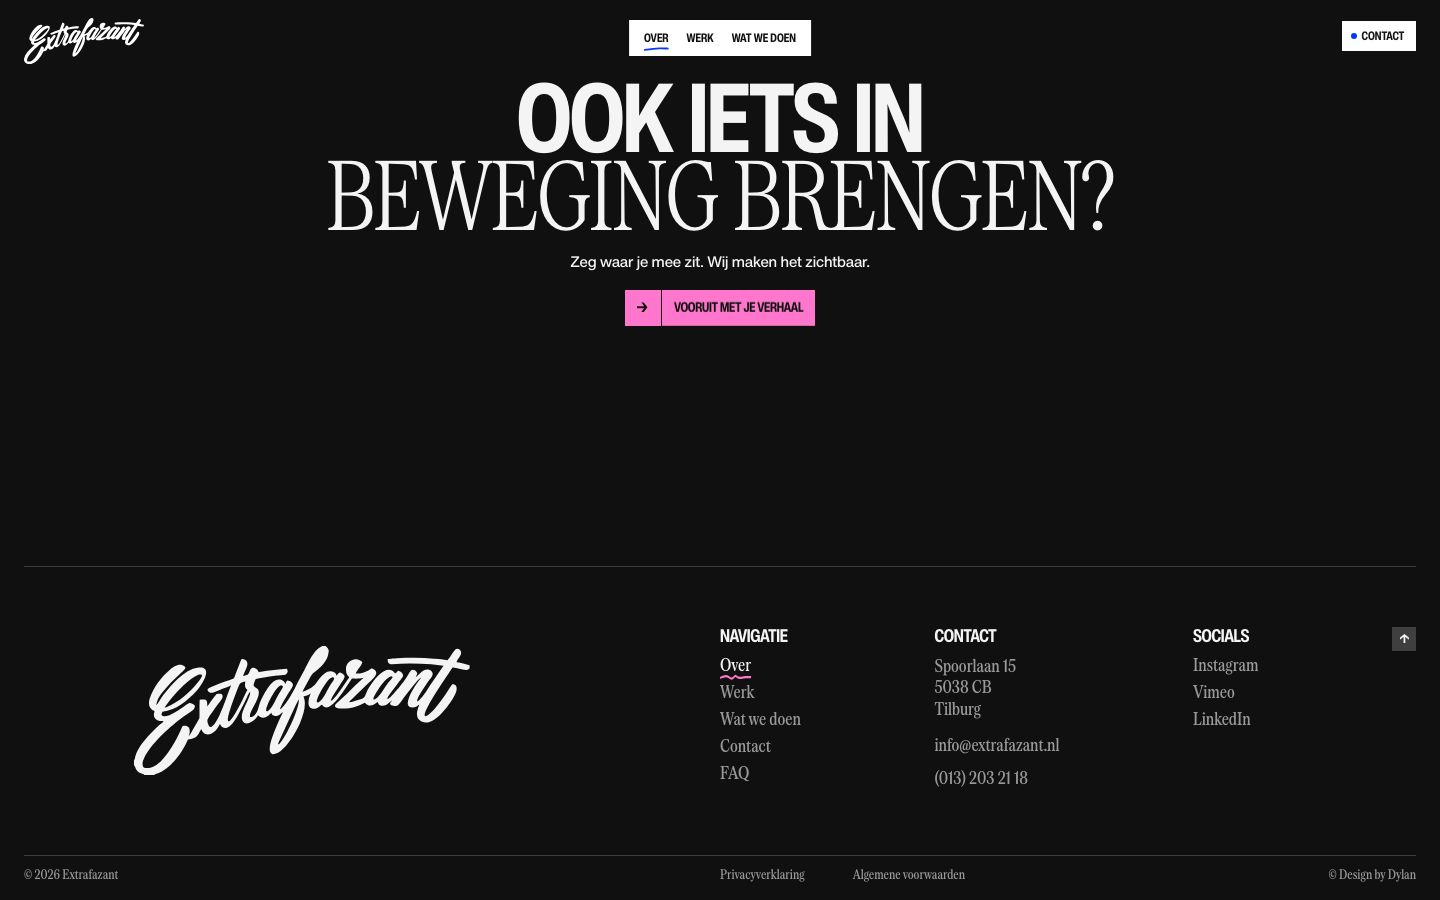 Extrafazant
OVER WERK WAT WE DOEN
CONTACT
OOK IETS IN
BEWEGING BRENGEN?
Zeg waar je mee zit. Wij maken het zichtbaar.
→ VOORUIT MET JE VERHAAL
Extrafazant
NAVIGATIE
Over
Werk
Wat we doen
Contact
FAQ
CONTACT
Spoorlaan 15
5038 CB
Tilburg
info@extrafazant.nl
(013) 203 21 18
SOCIALS
Instagram
Vimeo
LinkedIn
↑
© 2026 Extrafazant
Privacyverklaring
Algemene voorwaarden
© Design by Dylan